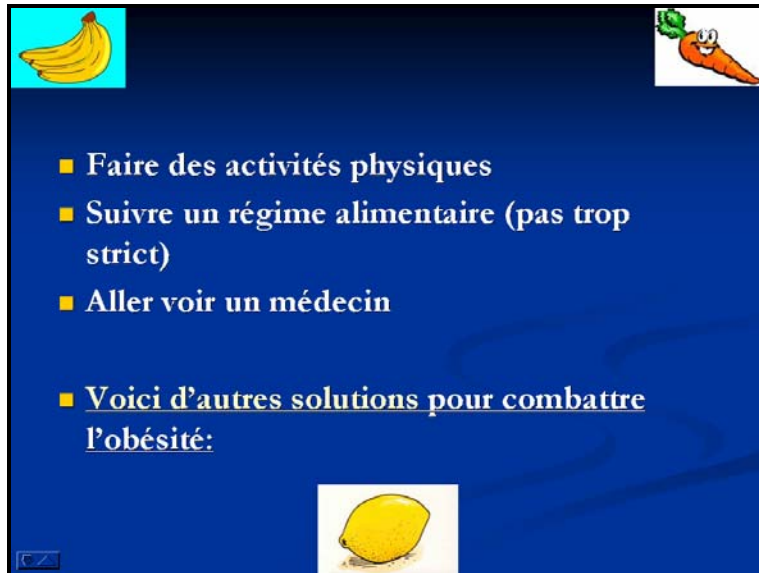 Faire des activités physiques
Suivre un régime alimentaire (pas trop
strict)
Aller voir un médecin
Voici d'autres solutions pour combattre
l'obésité: